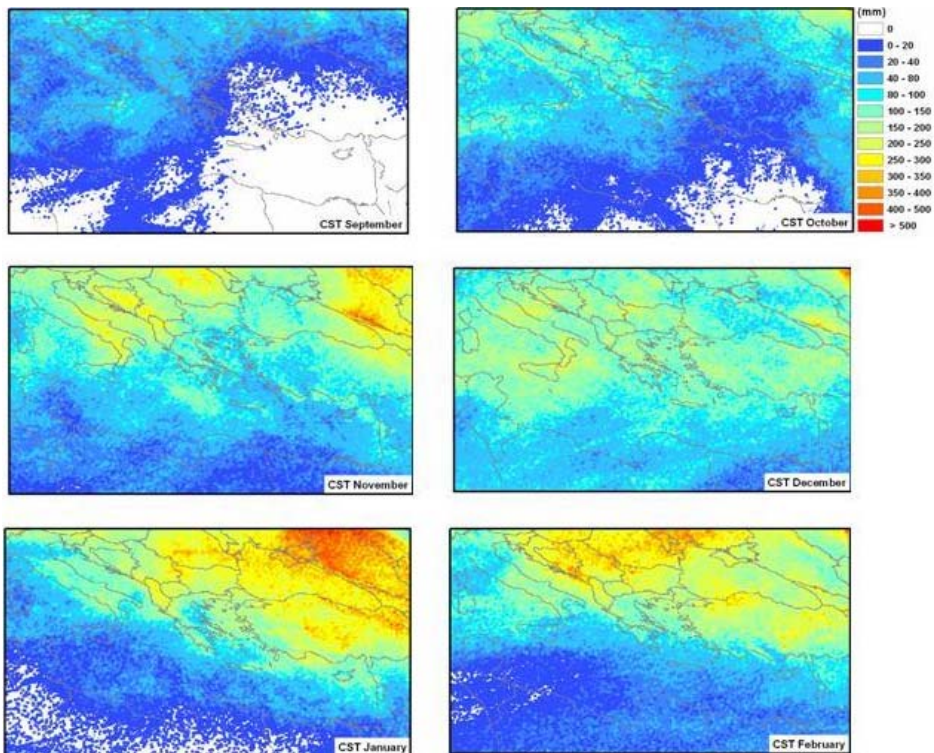 (mm)
0
0 - 20
20 - 40
40 - 80
80 - 100
100 - 150
150 - 200
200 - 250
250 - 300
300 - 350
350 - 400
400 - 500
> 500
CST September
CST October
CST November
CST December
CST January
CST February